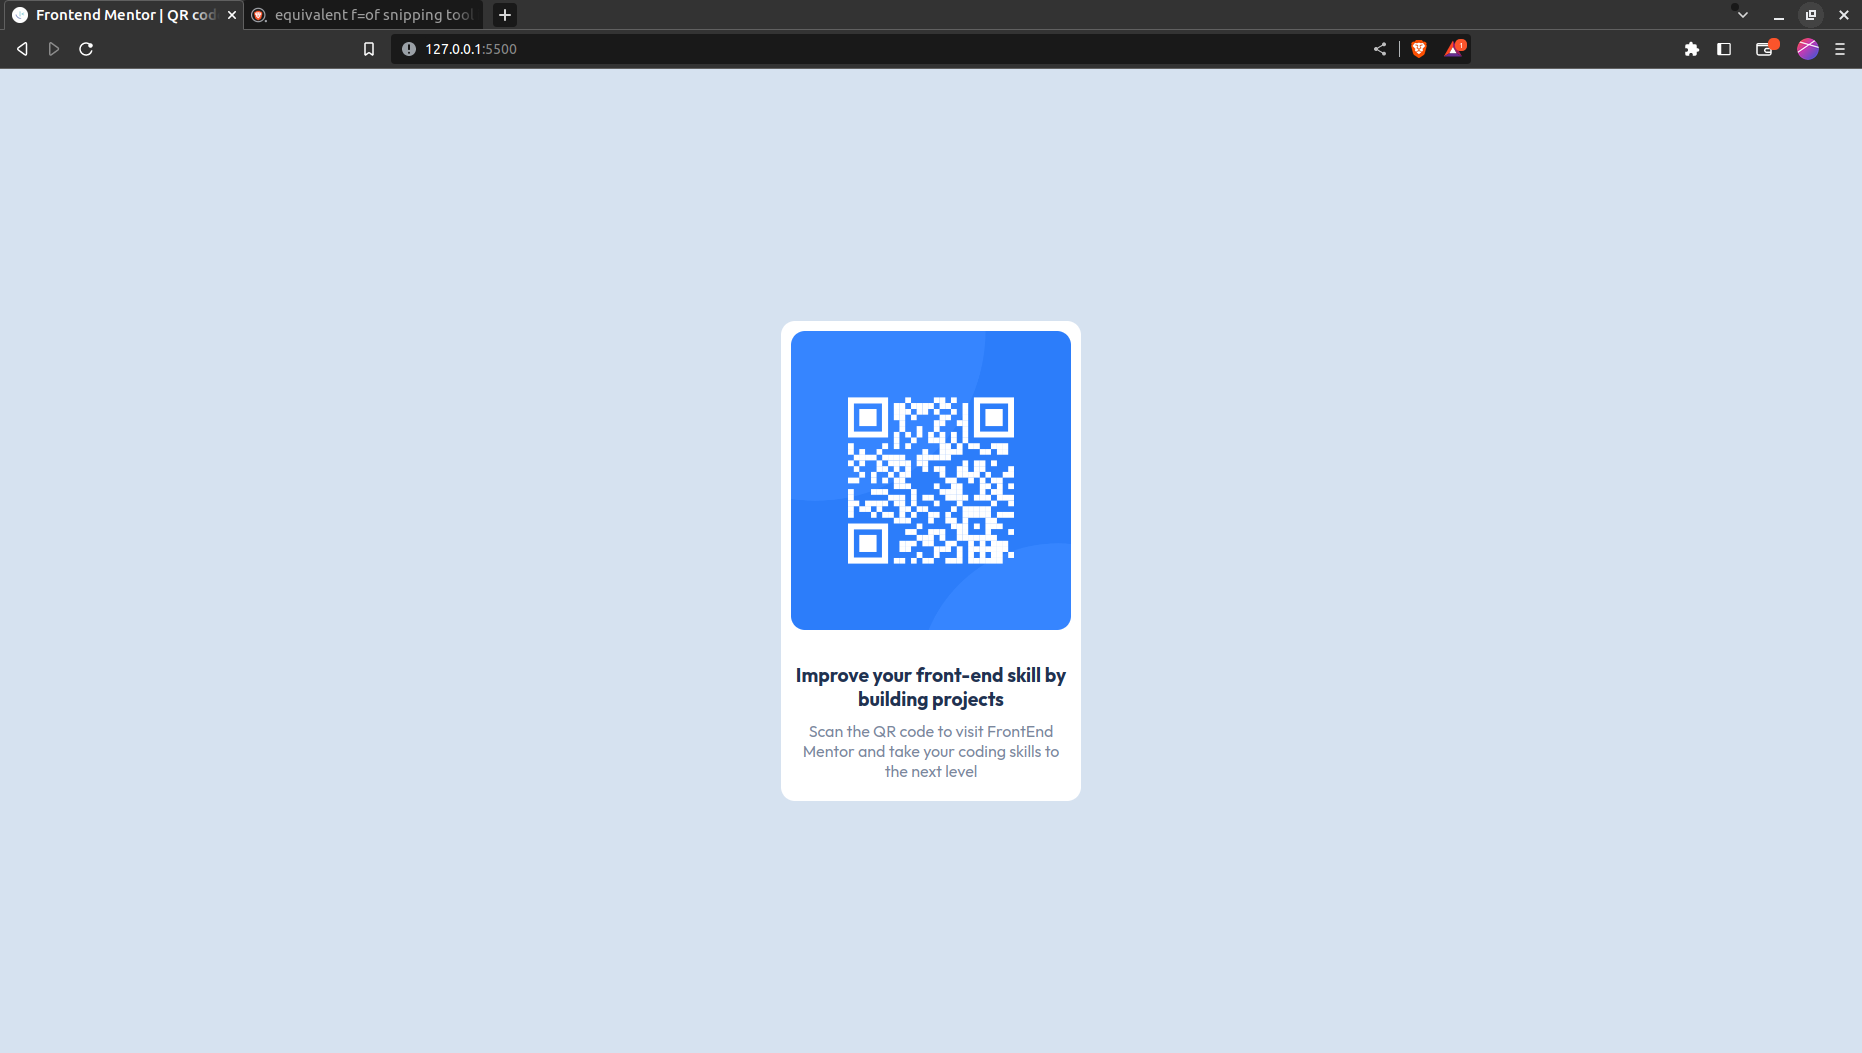 Frontend Mentor | QR cod
equivalent f=of snipping tool
127.0.0.1:5500
1
Improve your front-end skill by
building projects
Scan the QR code to visit FrontEnd
Mentor and take your coding skills to
the next level